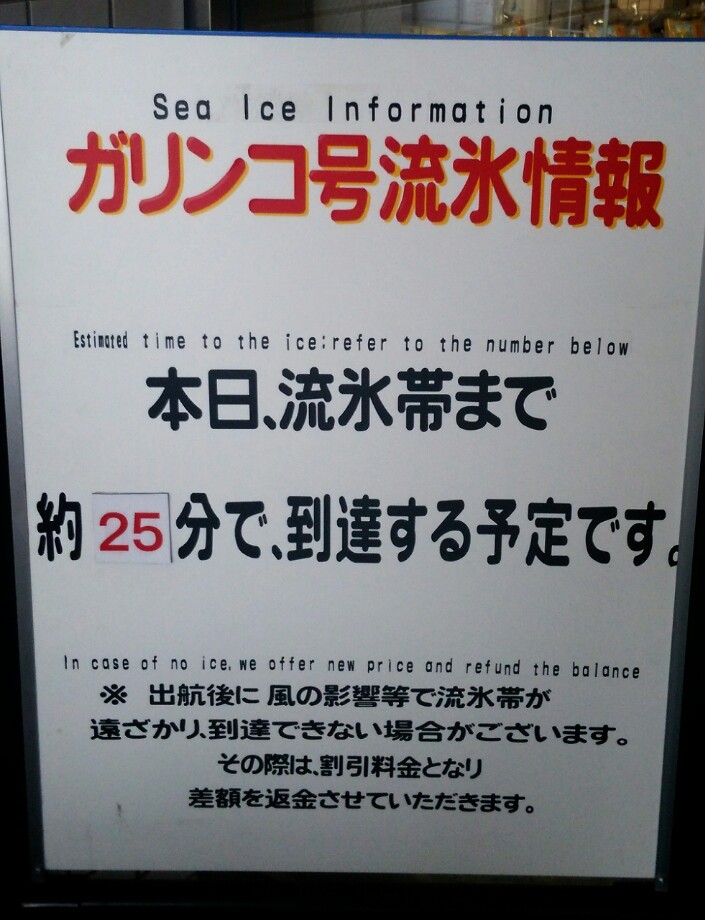 Sea Ice Information
ガリンコ号流氷情報
Estimated time to the ice:refer to the number below
本日、流氷帯まで
約25分で、到達する予定です。
In case of no ice, we offer new price and refund the balance
※ 出航後に 風の影響等で流氷帯が
遠ざかり、到達できない場合がございます。
その際は、割引料金となり
差額を返金させていただきます。